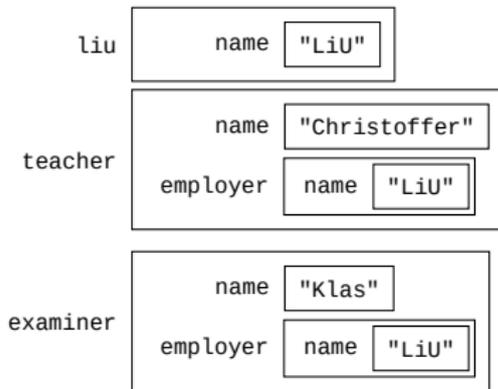 liu name "LiU"
name "Christoffer"
teacher
employer name "LiU"
name "Klas"
examiner
employer name "LiU"